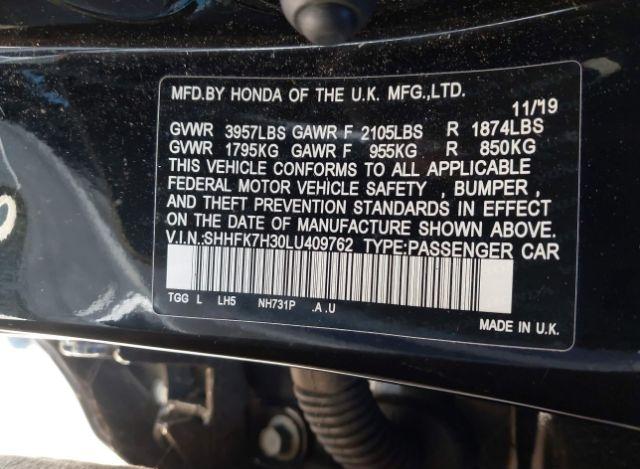 MFD.BY HONDA OF THE U.K. MFG.,LTD.
11/19
GVWR 3957LBS GAWR F 2105LBS R 1874LBS
GVWR 1795KG GAWR F 955KG R 850KG
THIS VEHICLE CONFORMS TO ALL APPLICABLE
FEDERAL MOTOR VEHICLE SAFETY , BUMPER ,
AND THEFT PREVENTION STANDARDS IN EFFECT
ON THE DATE OF MANUFACTURE SHOWN ABOVE.
V.I.N.:SHHFK7H30LU409762 TYPE:PASSENGER CAR
TGG L LH5 NH731P .A .U
MADE IN U.K.